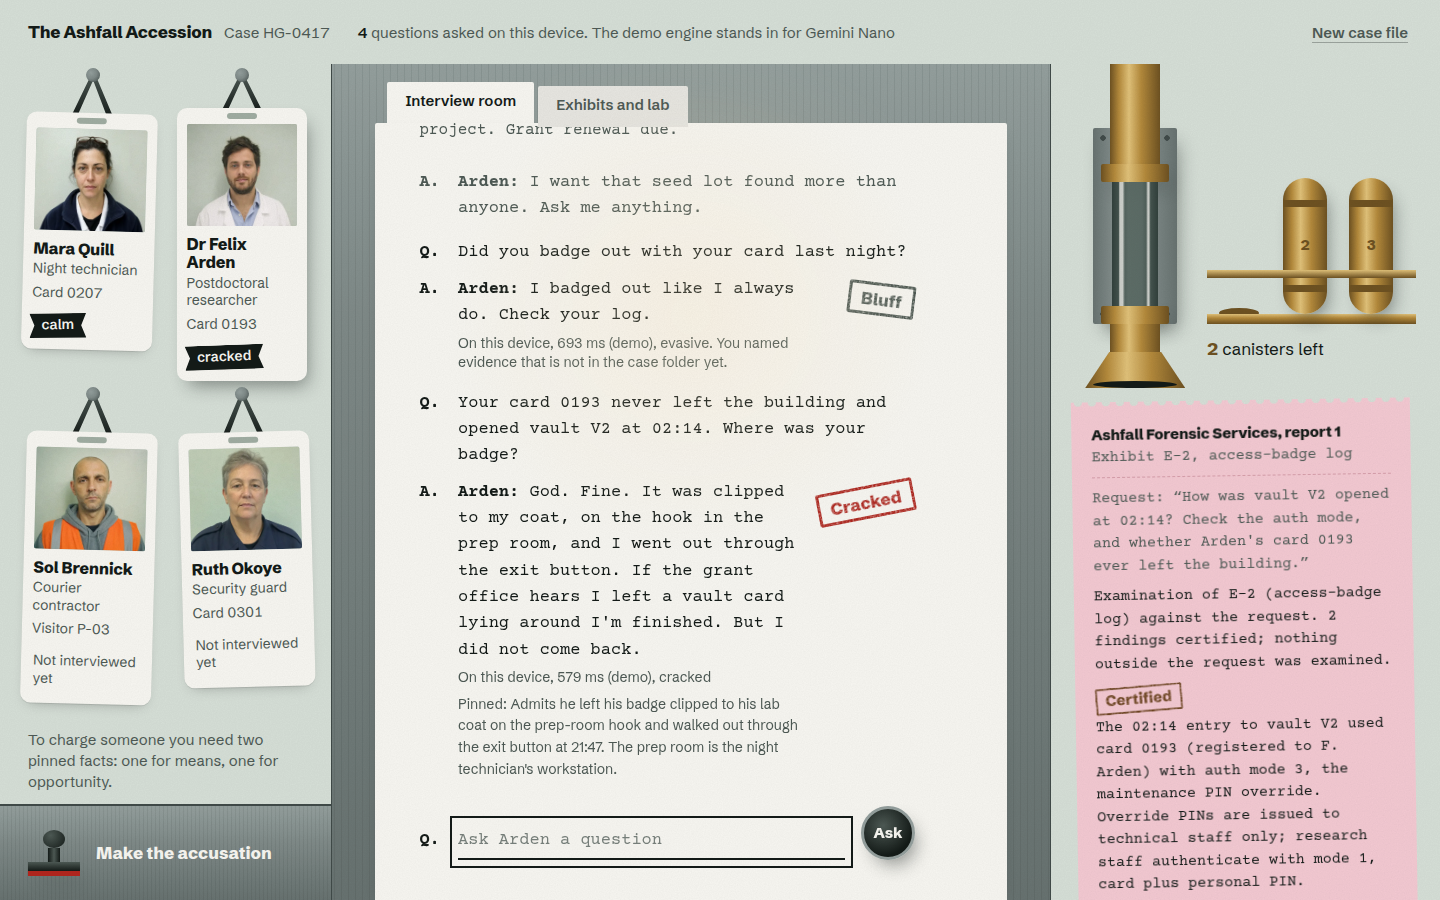 The Ashfall Accession Case HG-0417 4 questions asked on this device. The demo engine stands in for Gemini Nano New case file
Mara Quill
Night technician
Card 0207
calm
Dr Felix
Arden
Postdoctoral
researcher
Card 0193
cracked
Sol Brennick
Courier
contractor
Visitor P-03
Not interviewed
yet
Ruth Okoye
Security guard
Card 0301
Not interviewed
yet
To charge someone you need two
pinned facts: one for means, one for
opportunity.
Make the accusation
Interview room Exhibits and lab
project. Grant renewal due.
A. Arden: I want that seed lot found more than
anyone. Ask me anything.
Q. Did you badge out with your card last night?
A. Arden: I badged out like I always
do. Check your log.
Bluff
On this device, 693 ms (demo), evasive. You named
evidence that is not in the case folder yet.
Q. Your card 0193 never left the building and
opened vault V2 at 02:14. Where was your
badge?
A. Arden: God. Fine. It was clipped
to my coat, on the hook in the
prep room, and I went out through
the exit button. If the grant
office hears I left a vault card
lying around I'm finished. But I
did not come back.
Cracked
On this device, 579 ms (demo), cracked
Pinned: Admits he left his badge clipped to his lab
coat on the prep-room hook and walked out through
the exit button at 21:47. The prep room is the night
technician's workstation.
Q. Ask Arden a question
Ask
2 3
2 canisters left
Ashfall Forensic Services, report 1
Exhibit E-2, access-badge log
Request: “How was vault V2 opened
at 02:14? Check the auth mode,
and whether Arden's card 0193
ever left the building.”
Examination of E-2 (access-badge
log) against the request. 2
findings certified; nothing
outside the request was examined.
Certified
The 02:14 entry to vault V2 used
card 0193 (registered to F.
Arden) with auth mode 3, the
maintenance PIN override.
Override PINs are issued to
technical staff only; research
staff authenticate with mode 1,
card plus personal PIN.